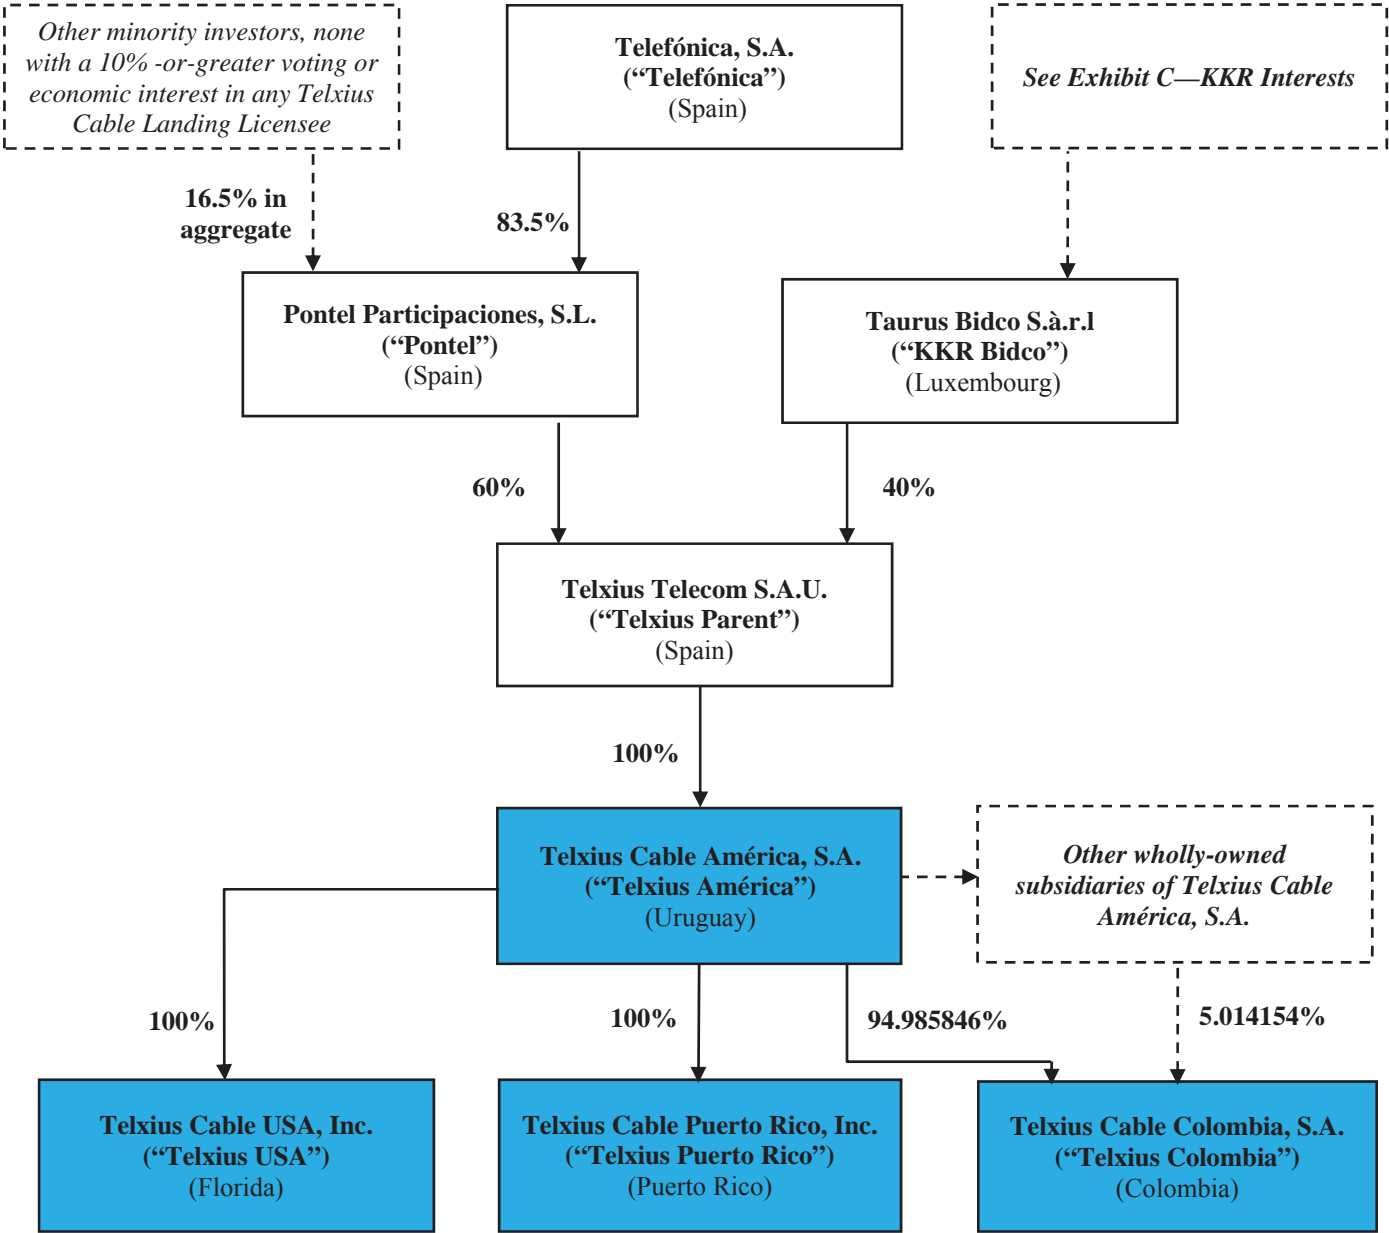 Other minority investors, none
with a 10% -or-greater voting or
economic interest in any Telxius
Cable Landing Licensee
Telefónica, S.A.
(“Telefónica”)
(Spain)
See Exhibit C—KKR Interests
16.5% in
aggregate
83.5%
Pontel Participaciones, S.L.
(“Pontel”)
(Spain)
Taurus Bidco S.à.r.l
(“KKR Bidco”)
(Luxembourg)
60%
40%
Telxius Telecom S.A.U.
(“Telxius Parent”)
(Spain)
100%
Telxius Cable América, S.A.
(“Telxius América”)
(Uruguay)
Other wholly-owned
subsidiaries of Telxius Cable
América, S.A.
100%
100%
94.985846%
5.014154%
Telxius Cable USA, Inc.
(“Telxius USA”)
(Florida)
Telxius Cable Puerto Rico, Inc.
(“Telxius Puerto Rico”)
(Puerto Rico)
Telxius Cable Colombia, S.A.
(“Telxius Colombia”)
(Colombia)